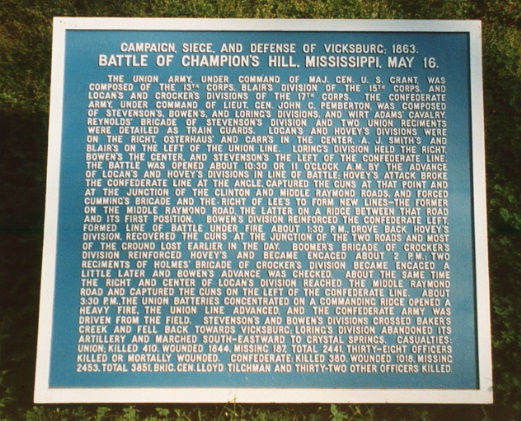 CAMPAIGN, SIEGE, AND DEFENSE OF VICKSBURG; 1863.
BATTLE OF CHAMPION'S HILL, MISSISSIPPI, MAY 16.
THE UNION ARMY, UNDER COMMAND OF MAJ. GEN. U. S. GRANT, WAS
COMPOSED OF THE 13TH CORPS, BLAIR'S DIVISION OF THE 15TH CORPS, AND
LOGAN'S AND CROCKER'S DIVISIONS OF THE 17TH CORPS. THE CONFEDERATE
ARMY, UNDER COMMAND OF LIEUT. GEN. JOHN C. PEMBERTON, WAS COMPOSED
OF STEVENSON'S, BOWEN'S, AND LORING'S DIVISIONS, AND WIRT ADAMS' CAVALRY.
REYNOLDS' BRIGADE OF STEVENSON'S DIVISION AND TWO UNION REGIMENTS
WERE DETAILED AS TRAIN GUARDS. LOGAN'S AND HOVEY'S DIVISIONS WERE
ON THE RIGHT, OSTERHAUS' AND CARR'S IN THE CENTER, A. J. SMITH'S AND
BLAIR'S ON THE LEFT OF THE UNION LINE. LORING'S DIVISION HELD THE RIGHT,
BOWEN'S THE CENTER, AND STEVENSON'S THE LEFT OF THE CONFEDERATE LINE.
THE BATTLE WAS OPENED ABOUT 10:30 OR 11 O'CLOCK, A.M. BY THE ADVANCE
OF LOGAN'S AND HOVEY'S DIVISIONS IN LINE OF BATTLE; HOVEY'S ATTACK BROKE
THE CONFEDERATE LINE AT THE ANGLE, CAPTURED THE GUNS AT THAT POINT AND
AT THE JUNCTION OF THE CLINTON AND MIDDLE RAYMOND ROADS, AND FORCED
CUMMING'S BRIGADE AND THE RIGHT OF LEE'S TO FORM NEW LINES—THE FORMER
ON THE MIDDLE RAYMOND ROAD, THE LATTER ON A RIDGE BETWEEN THAT ROAD
AND ITS FIRST POSITION. BOWEN'S DIVISION REINFORCED THE CONFEDERATE LEFT,
FORMED LINE OF BATTLE UNDER FIRE ABOUT 1:30 P.M., DROVE BACK HOVEY'S
DIVISION, RECOVERED THE GUNS AT THE JUNCTION OF THE TWO ROADS AND MOST
OF THE GROUND LOST EARLIER IN THE DAY. BOOMER'S BRIGADE OF CROCKER'S
DIVISION REINFORCED HOVEY'S AND BECAME ENGAGED ABOUT 2 P.M.; TWO
REGIMENTS OF HOLMES' BRIGADE OF CROCKER'S DIVISION BECAME ENGAGED A
LITTLE LATER AND BOWEN'S ADVANCE WAS CHECKED. ABOUT THE SAME TIME
THE RIGHT AND CENTER OF LOGAN'S DIVISION REACHED THE MIDDLE RAYMOND
ROAD AND CAPTURED THE GUNS ON THE LEFT OF THE CONFEDERATE LINE. ABOUT
3:30 P.M., THE UNION BATTERIES CONCENTRATED ON A COMMANDING RIDGE OPENED A
HEAVY FIRE, THE UNION LINE ADVANCED, AND THE CONFEDERATE ARMY WAS
DRIVEN FROM THE FIELD. STEVENSON'S AND BOWEN'S DIVISIONS CROSSED BAKER'S
CREEK AND FELL BACK TOWARDS VICKSBURG; LORING'S DIVISION ABANDONED ITS
ARTILLERY AND MARCHED SOUTH-EASTWARD TO CRYSTAL SPRINGS. CASUALTIES:
UNION; KILLED 410, WOUNDED 1844, MISSING 187, TOTAL 2441, THIRTY-EIGHT OFFICERS
KILLED OR MORTALLY WOUNDED. CONFEDERATE; KILLED 380, WOUNDED 1018, MISSING
2453, TOTAL 3851, BRIG. GEN. LLOYD TILGHMAN AND THIRTY-TWO OTHER OFFICERS KILLED.